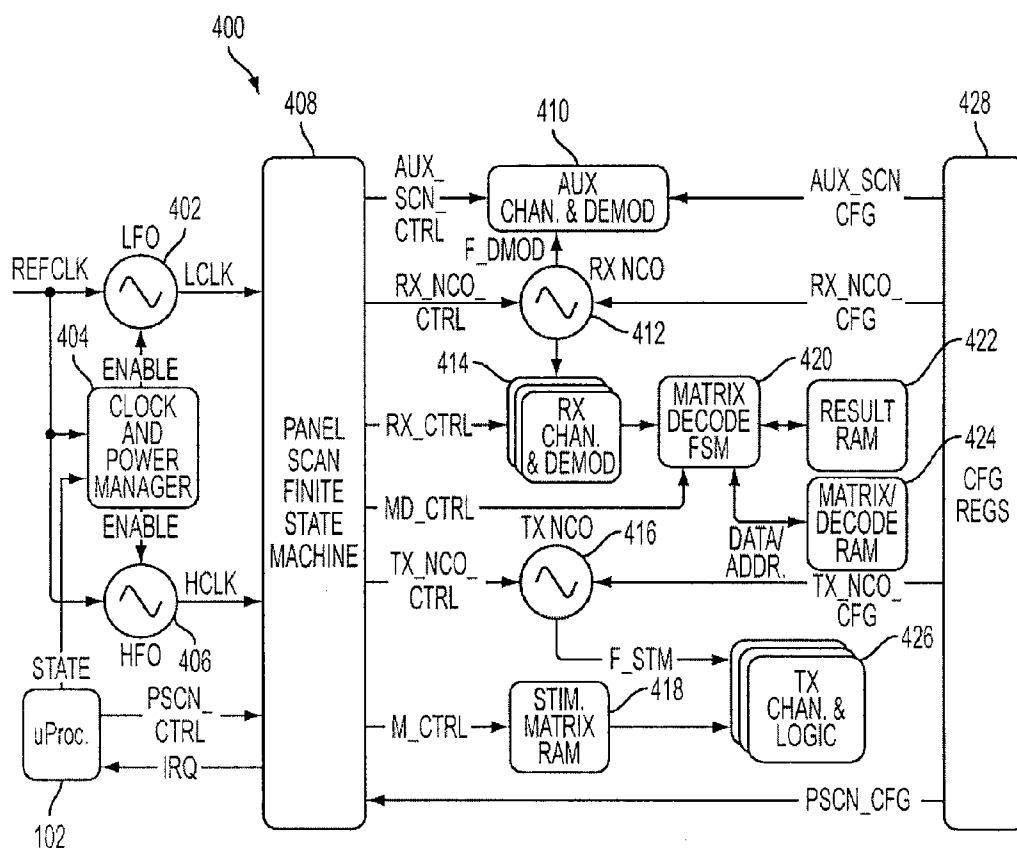 400
408
410
428
AUX_
SCN_
CTRL
AUX
CHAN. & DEMOD
AUX_SCN
CFG
402
LFO
REFCLK
LCLK
F_DMOD
RX NCO
RX_NCO_
CTRL
RX_NCO_
CFG
412
404
ENABLE
CLOCK
AND
POWER
MANAGER
ENABLE
PANEL
SCAN
FINITE
STATE
MACHINE
414
420
422
RX_CTRL
RX
CHAN.
& DEMOD
MATRIX
DECODE
FSM
RESULT
RAM
424
CFG
REGS
MD_CTRL
MATRIX/
DECODE
RAM
TX NCO
416
DATA/
ADDR.
TX_NCO_
CTRL
TX_NCO_
CFG
HCLK
HFO
406
STATE
F_STM
426
418
uProc.
PSCN_
CTRL
IRQ
M_CTRL
STIM.
MATRIX
RAM
TX
CHAN. &
LOGIC
PSCN_CFG
102